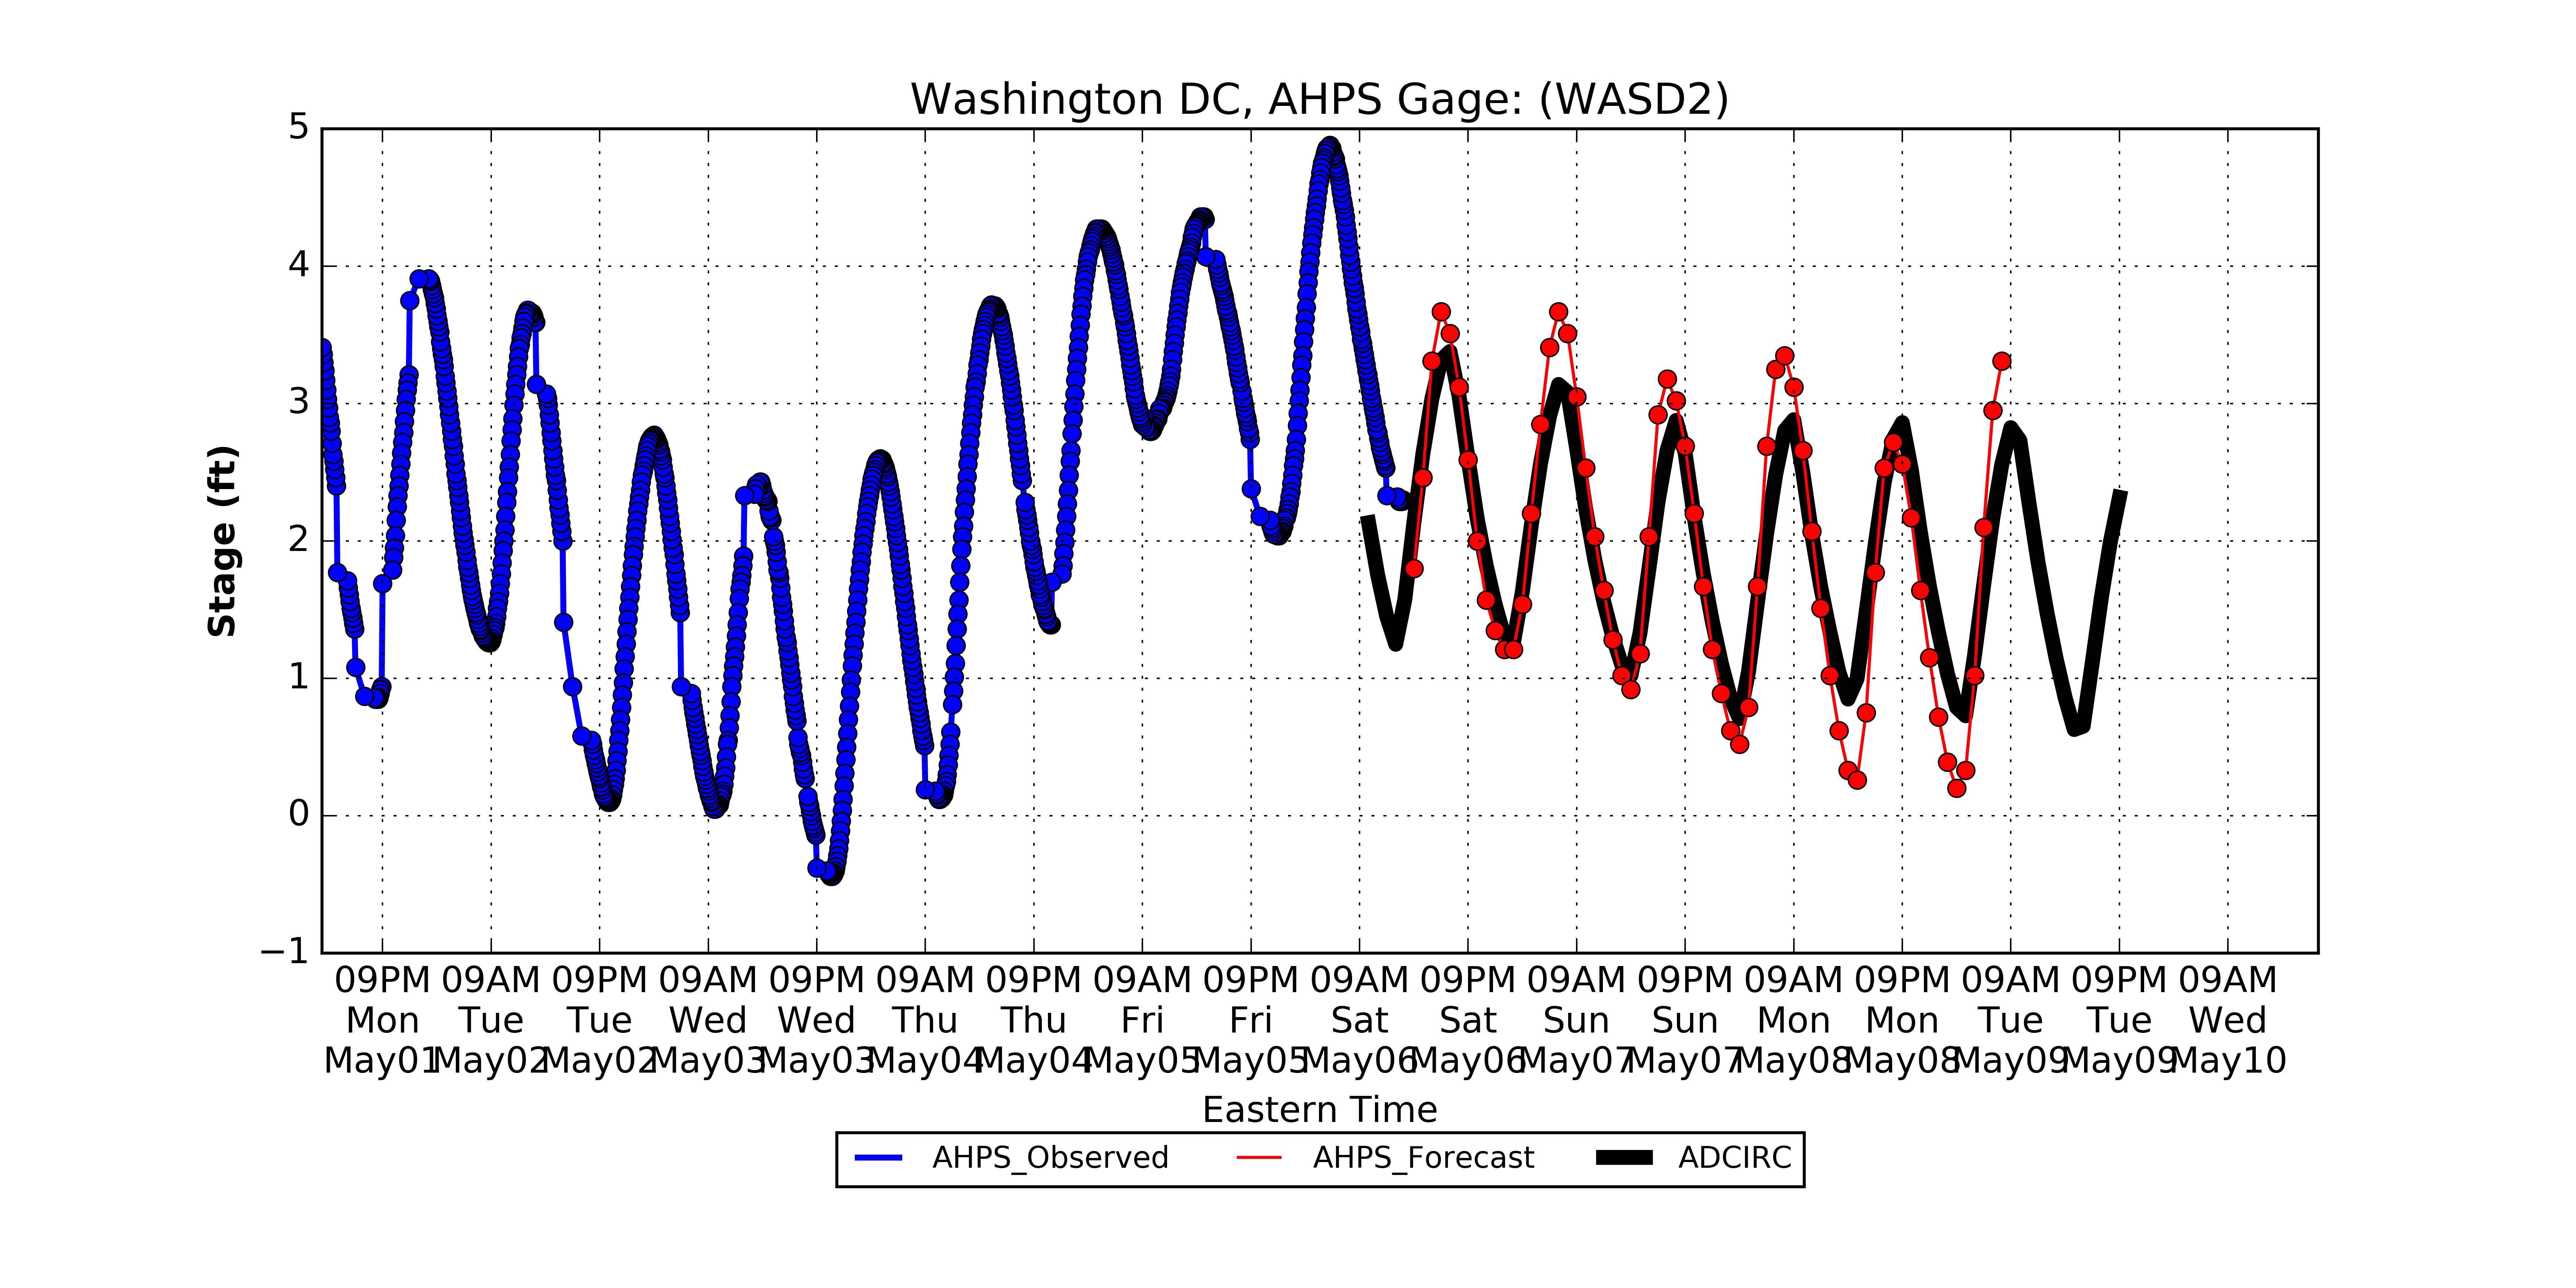 Washington DC, AHPS Gage: (WASD2)
5
4
3
2
1
0
−1
Stage (ft)
09PM 09AM 09PM 09AM 09PM 09AM 09PM 09AM 09PM 09AM 09PM 09AM 09PM 09AM 09PM 09AM 09PM 09AM
Mon Tue Tue Wed Wed Thu Thu Fri Fri Sat Sat Sun Sun Mon Mon Tue Tue Wed
May01 May02 May02 May03 May03 May04 May04 May05 May05 May06 May06 May07 May07 May08 May08 May09 May09 May10
Eastern Time
AHPS_Observed AHPS_Forecast ADCIRC